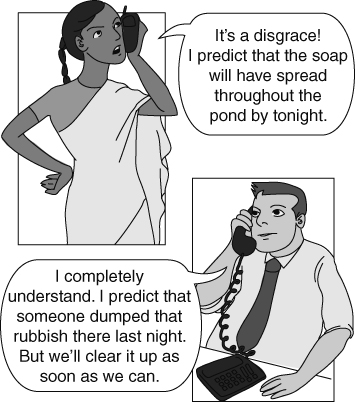 It's a disgrace!
I predict that the soap
will have spread
throughout the
pond by tonight.
I completely
understand. I predict that
someone dumped that
rubbish there last night.
But we'll clear it up as
soon as we can.